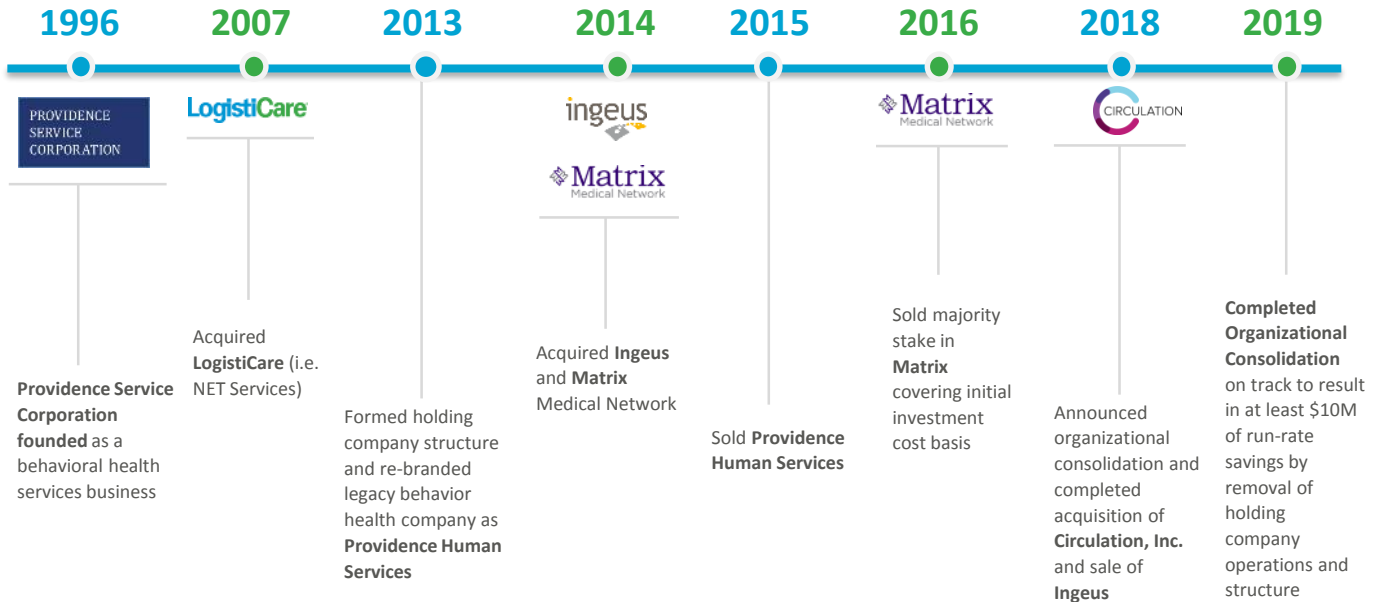 1996
2007
2013
2014
2015
2016
2018
2019
PROVIDENCE
SERVICE
CORPORATION
LogistiCare
ingeus
Matrix
Medical Network
Matrix
Medical Network
CIRCULATION
Providence Service
Corporation
founded as a
behavioral health
services business
Acquired
LogistiCare (i.e.
NET Services)
Formed holding
company structure
and re-branded
legacy behavior
health company as
Providence Human
Services
Acquired Ingeus
and Matrix
Medical Network
Sold Providence
Human Services
Sold majority
stake in
Matrix
covering initial
investment
cost basis
Announced
organizational
consolidation and
completed
acquisition of
Circulation, Inc.
and sale of
Ingeus
Completed
Organizational
Consolidation
on track to result
in at least $10M
of run-rate
savings by
removal of
holding
company
operations and
structure